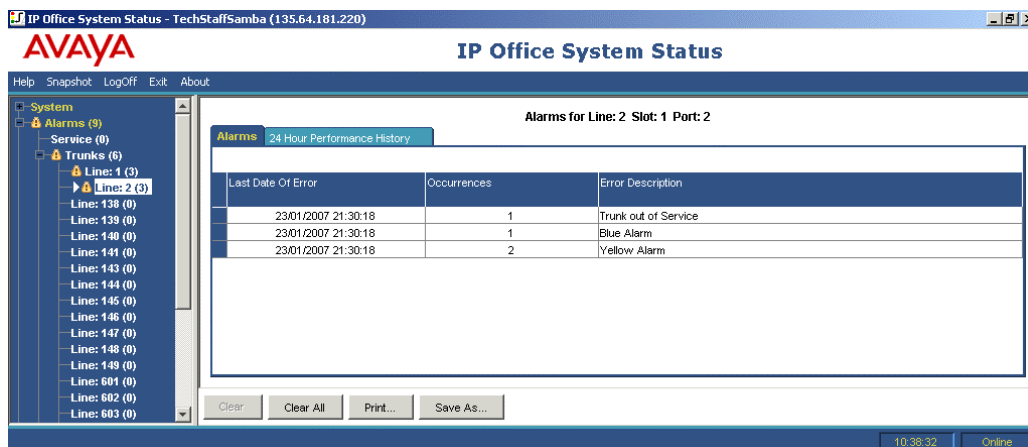 IP Office System Status - TechStaffSamba (135.64.181.220)
AVAYA
IP Office System Status
Help Snapshot LogOff Exit About
System
Alarms (9)
Service (0)
Trunks (6)
Line: 1 (3)
Line: 2 (3)
Line: 138 (0)
Line: 139 (0)
Line: 140 (0)
Line: 141 (0)
Line: 143 (0)
Line: 144 (0)
Line: 145 (0)
Line: 146 (0)
Line: 147 (0)
Line: 148 (0)
Line: 149 (0)
Line: 601 (0)
Line: 602 (0)
Line: 603 (0)
Alarms for Line: 2 Slot: 1 Port: 2
Alarms 24 Hour Performance History
Last Date Of Error Occurrences Error Description
23/01/2007 21:30:18 1 Trunk out of Service
23/01/2007 21:30:18 1 Blue Alarm
23/01/2007 21:30:18 2 Yellow Alarm
Clear Clear All Print... Save As...
10:38:32 Online